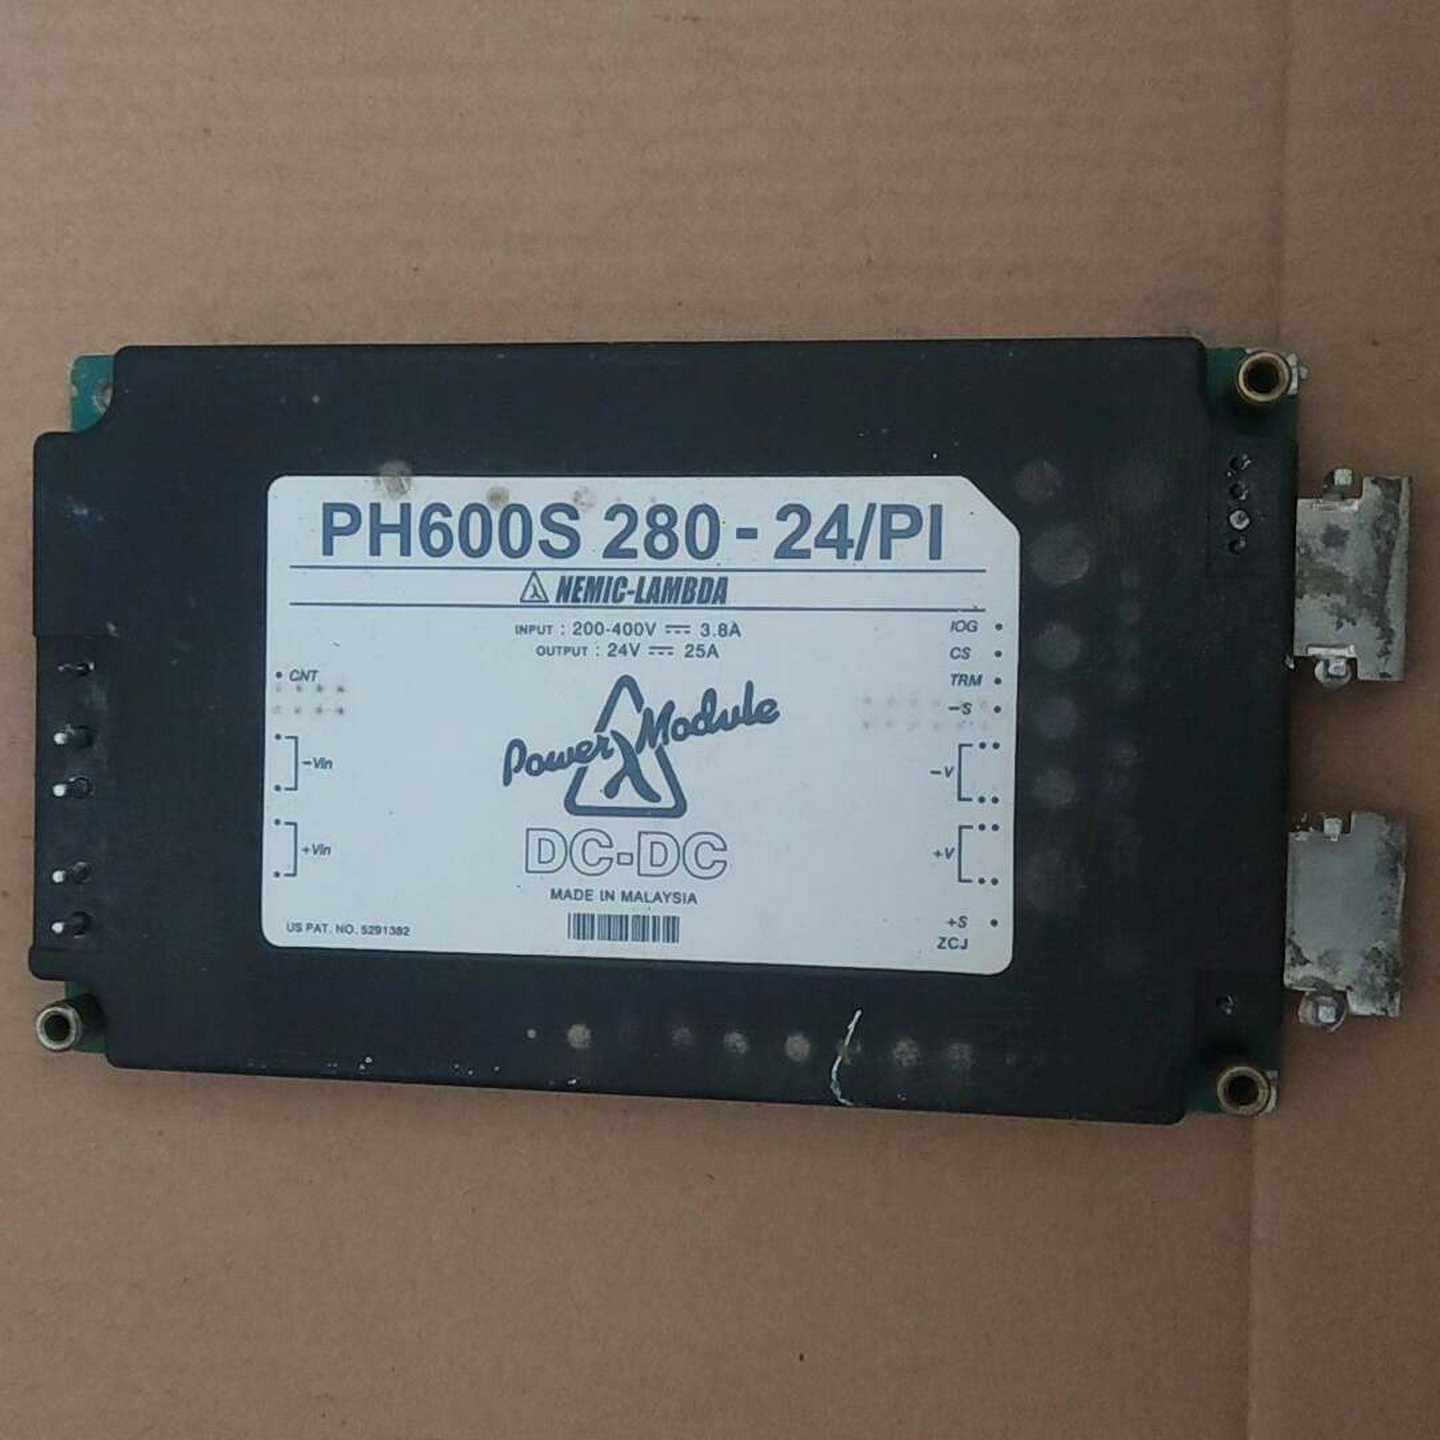 PH600S 280 - 24/PI
NEMIC-LAMBDA
INPUT : 200-400V ⎓ 3.8A
OUTPUT : 24V ⎓ 25A
IOG
CS
TRM
-S
-V
+V
+S
ZCJ
CNT
-Vin
+Vin
Power Module
DC-DC
MADE IN MALAYSIA
US PAT. NO. 5291382